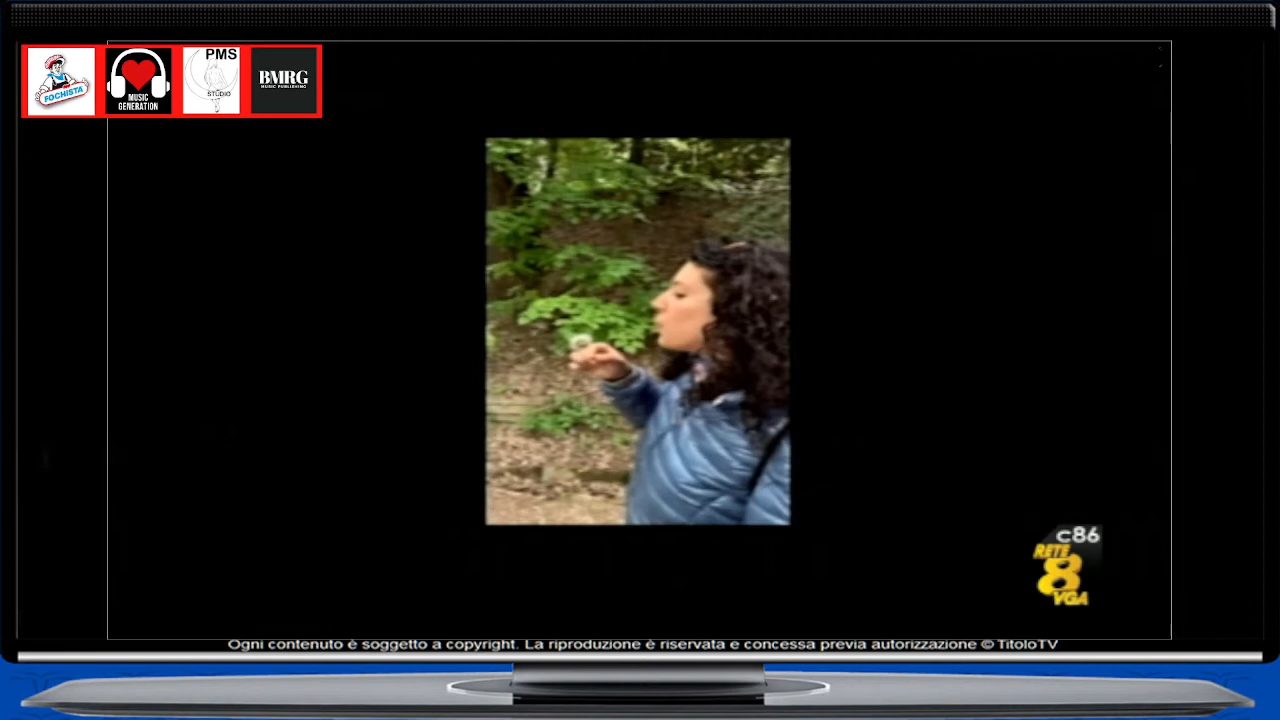 FOCHISTA
MUSIC
GENERATION
PMS
STUDIO
BMRG
MUSIC PUBLISHING
c86
RETE
8
VGA
Ogni contenuto è soggetto a copyright. La riproduzione è riservata e concessa previa autorizzazione © TitoloTV